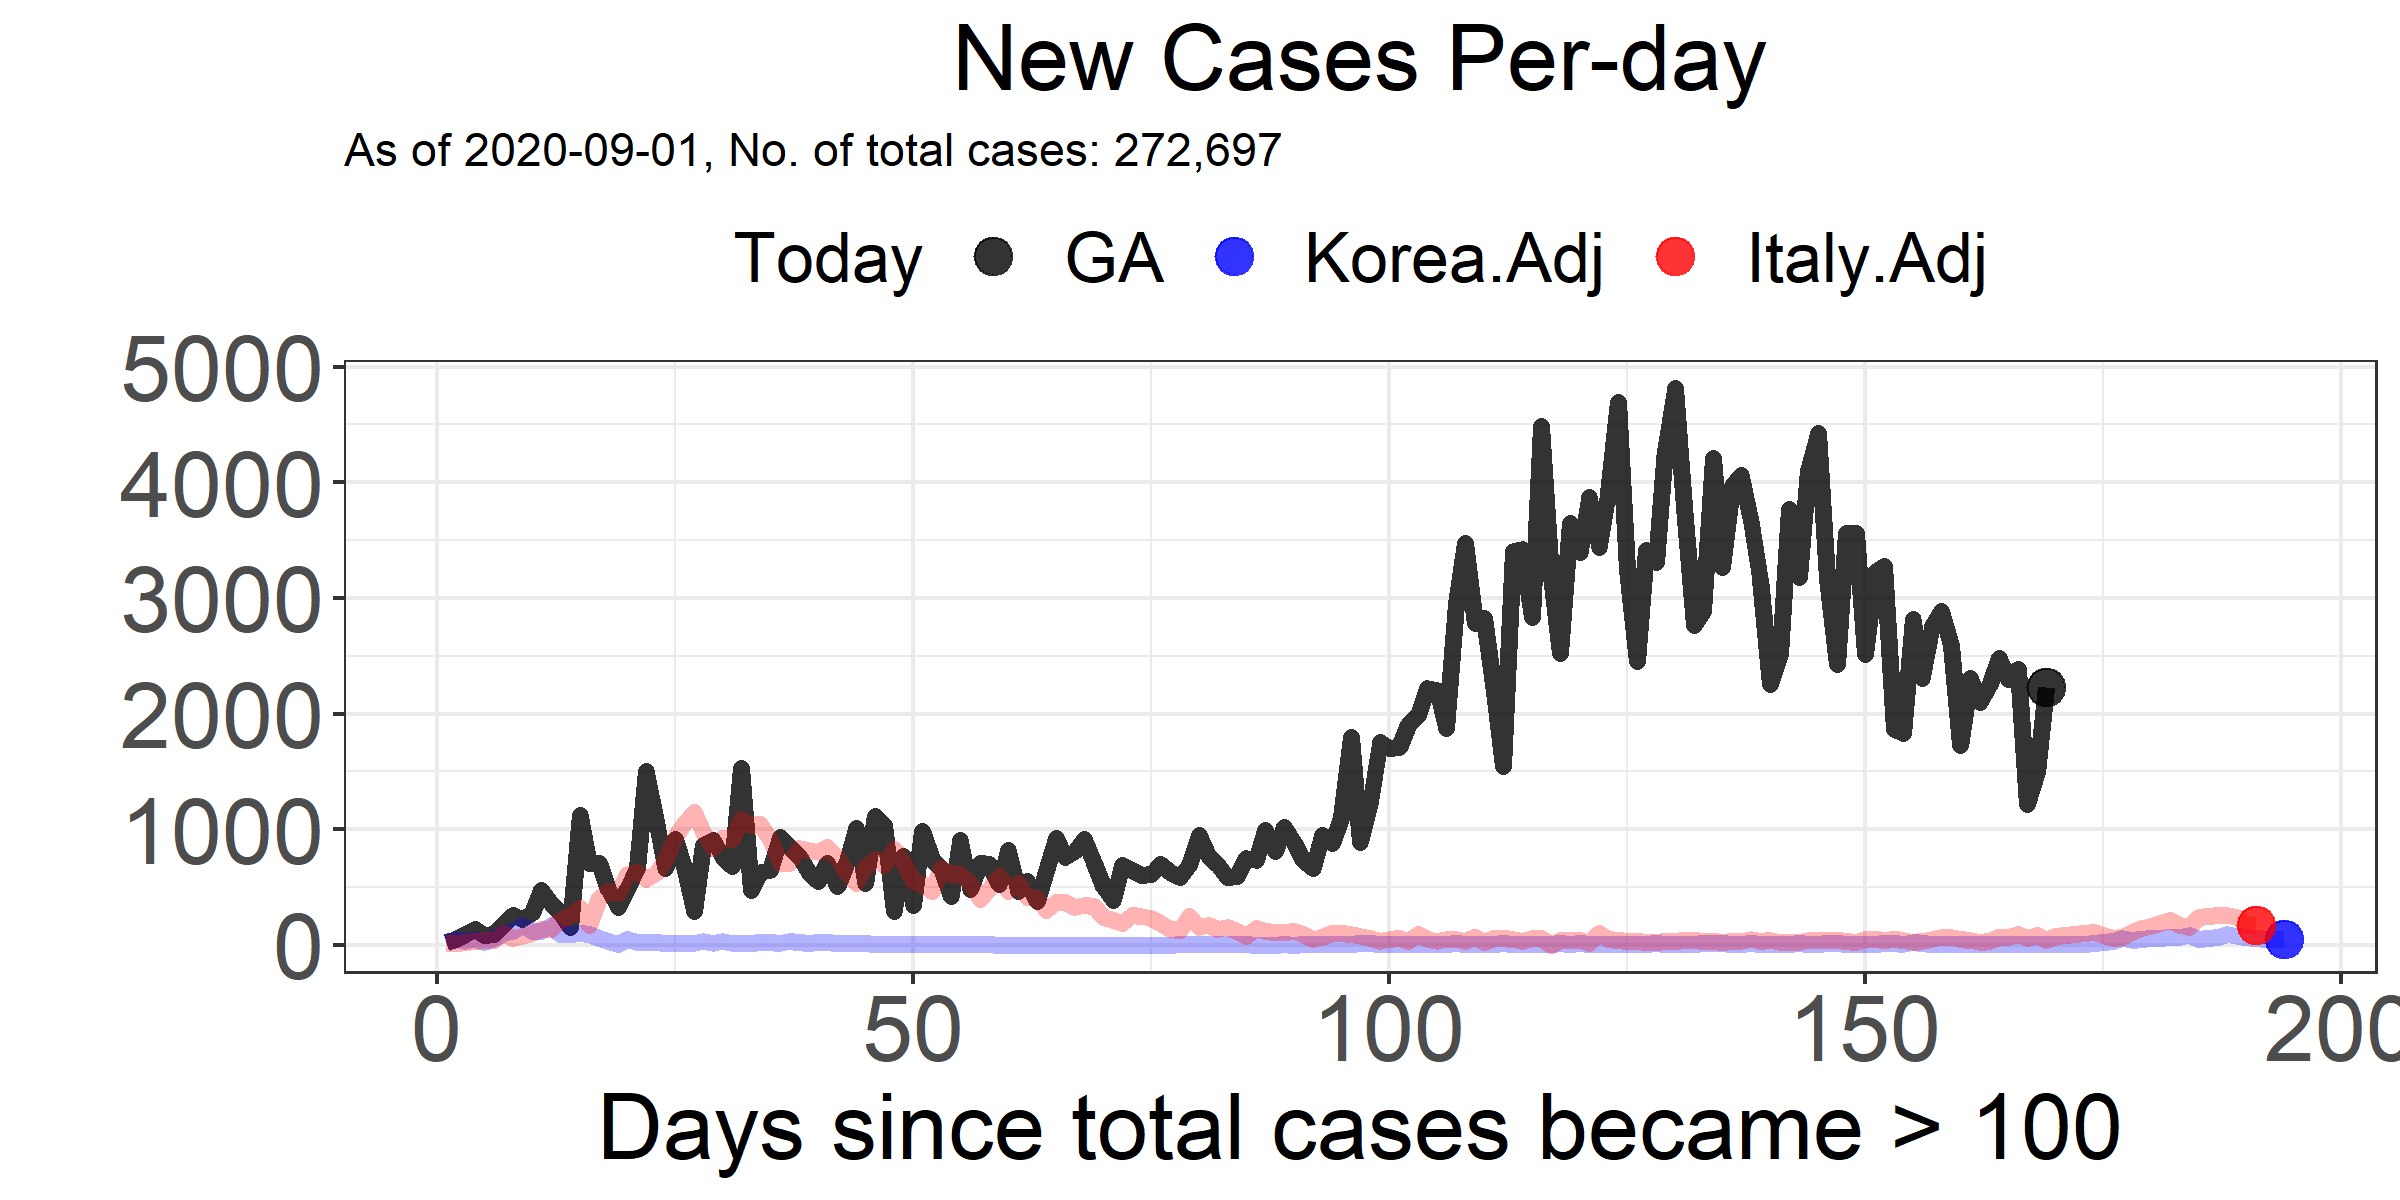 New Cases Per-day
As of 2020-09-01, No. of total cases: 272,697
Today GA Korea.Adj Italy.Adj
5000
4000
3000
2000
1000
0
0 50 100 150 200
Days since total cases became > 100